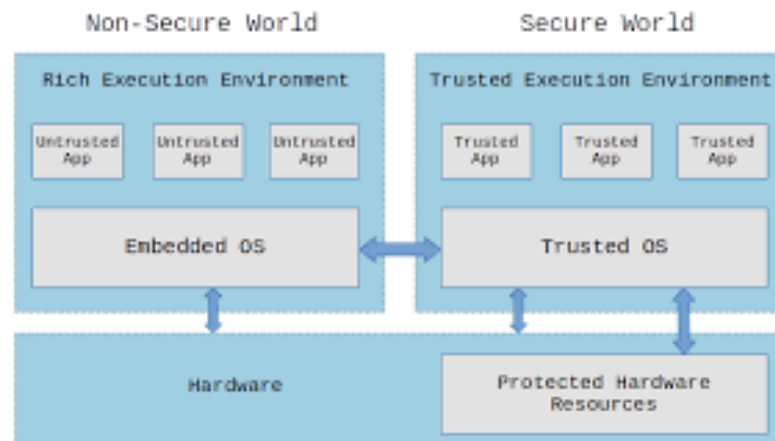 Non-Secure World
Secure World
Rich Execution Environment
Trusted Execution Environment
Untrusted
App
Untrusted
App
Untrusted
App
Trusted
App
Trusted
App
Trusted
App
Embedded OS
Trusted OS
Hardware
Protected Hardware
Resources